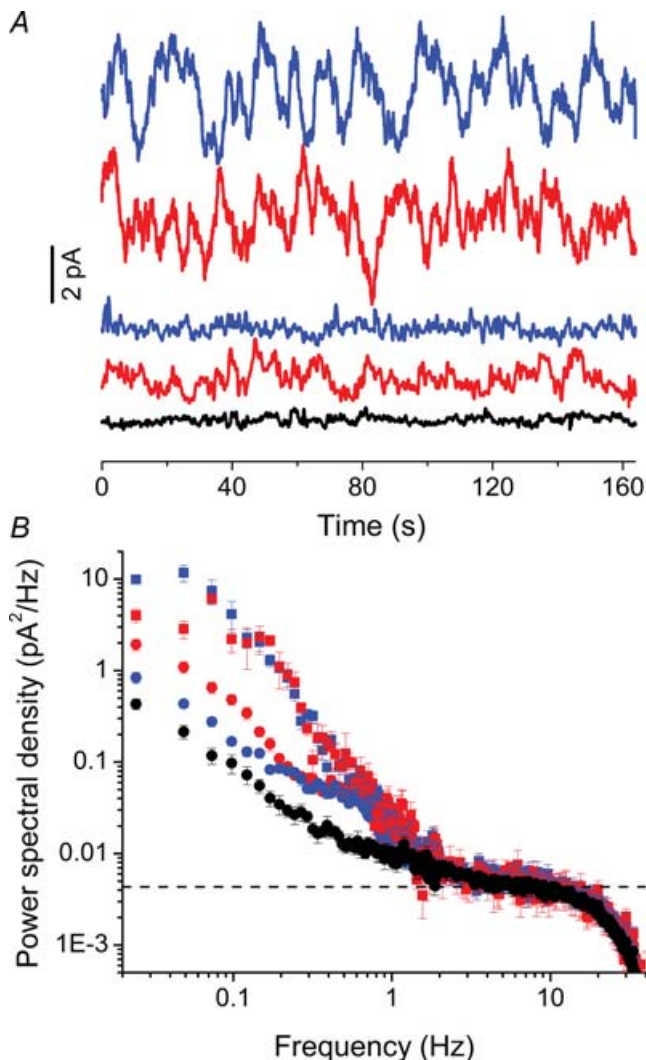 A
2 pA
0 40 80 120 160
Time (s)
B
Power spectral density (pA²/Hz)
10
1
0.1
0.01
1E-3
0.1 1 10
Frequency (Hz)